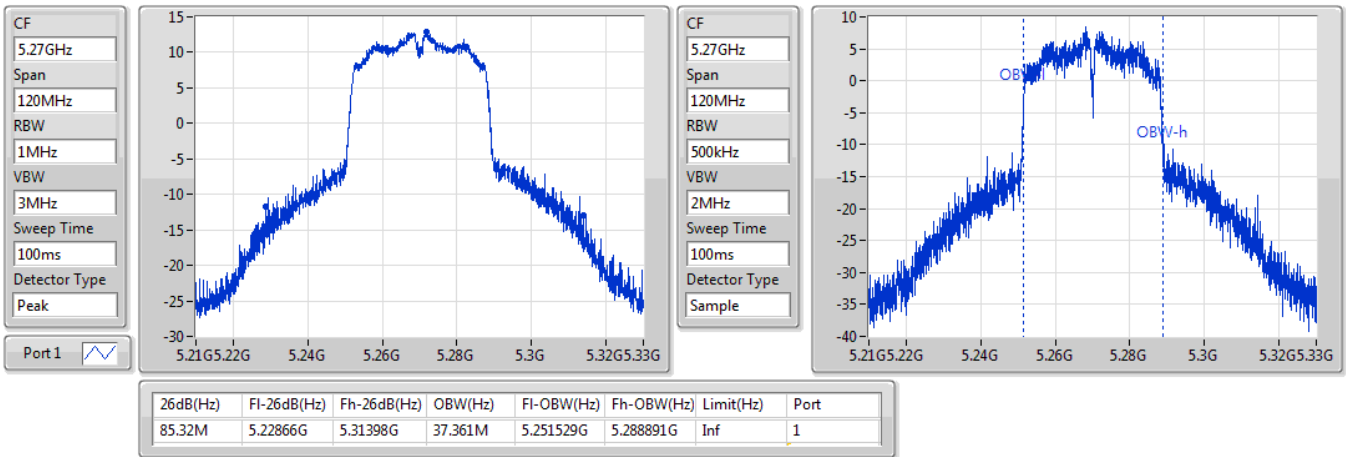 CF
5.27GHz
Span
120MHz
RBW
1MHz
VBW
3MHz
Sweep Time
100ms
Detector Type
Peak
Port 1
15
10
5
0
-5
-10
-15
-20
-25
-30
5.21G 5.22G 5.24G 5.26G 5.28G 5.3G 5.32G 5.33G
CF
5.27GHz
Span
120MHz
RBW
500kHz
VBW
2MHz
Sweep Time
100ms
Detector Type
Sample
10
5
0
-5
-10
-15
-20
-25
-30
-35
-40
OBW-h
5.21G 5.22G 5.24G 5.26G 5.28G 5.3G 5.32G 5.33G
26dB(Hz) Fl-26dB(Hz) Fh-26dB(Hz) OBW(Hz) Fl-OBW(Hz) Fh-OBW(Hz) Limit(Hz) Port
85.32M 5.22866G 5.31398G 37.361M 5.251529G 5.288891G Inf 1